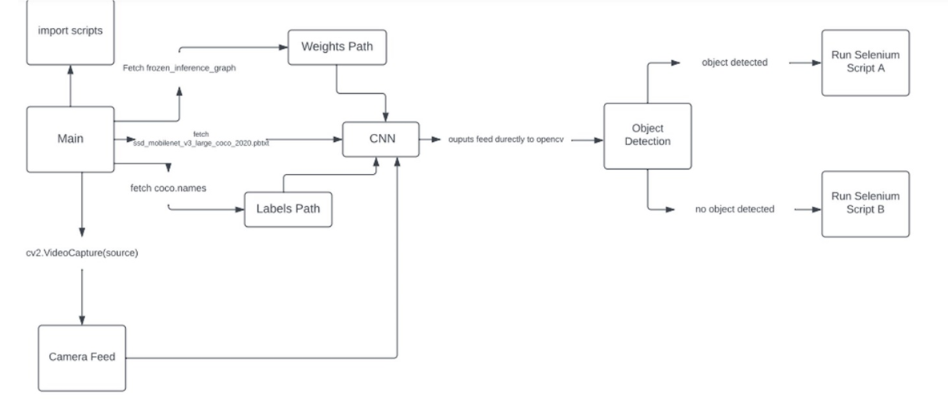 import scripts
Weights Path
Fetch frozen_inference_graph
Main
fetch
ssd_mobilenet_v3_large_coco_2020.pbtxt
CNN
ouputs feed durectly to opencv
Object
Detection
object detected
Run Selenium
Script A
fetch coco.names
Labels Path
no object detected
Run Selenium
Script B
cv2.VideoCapture(source)
Camera Feed